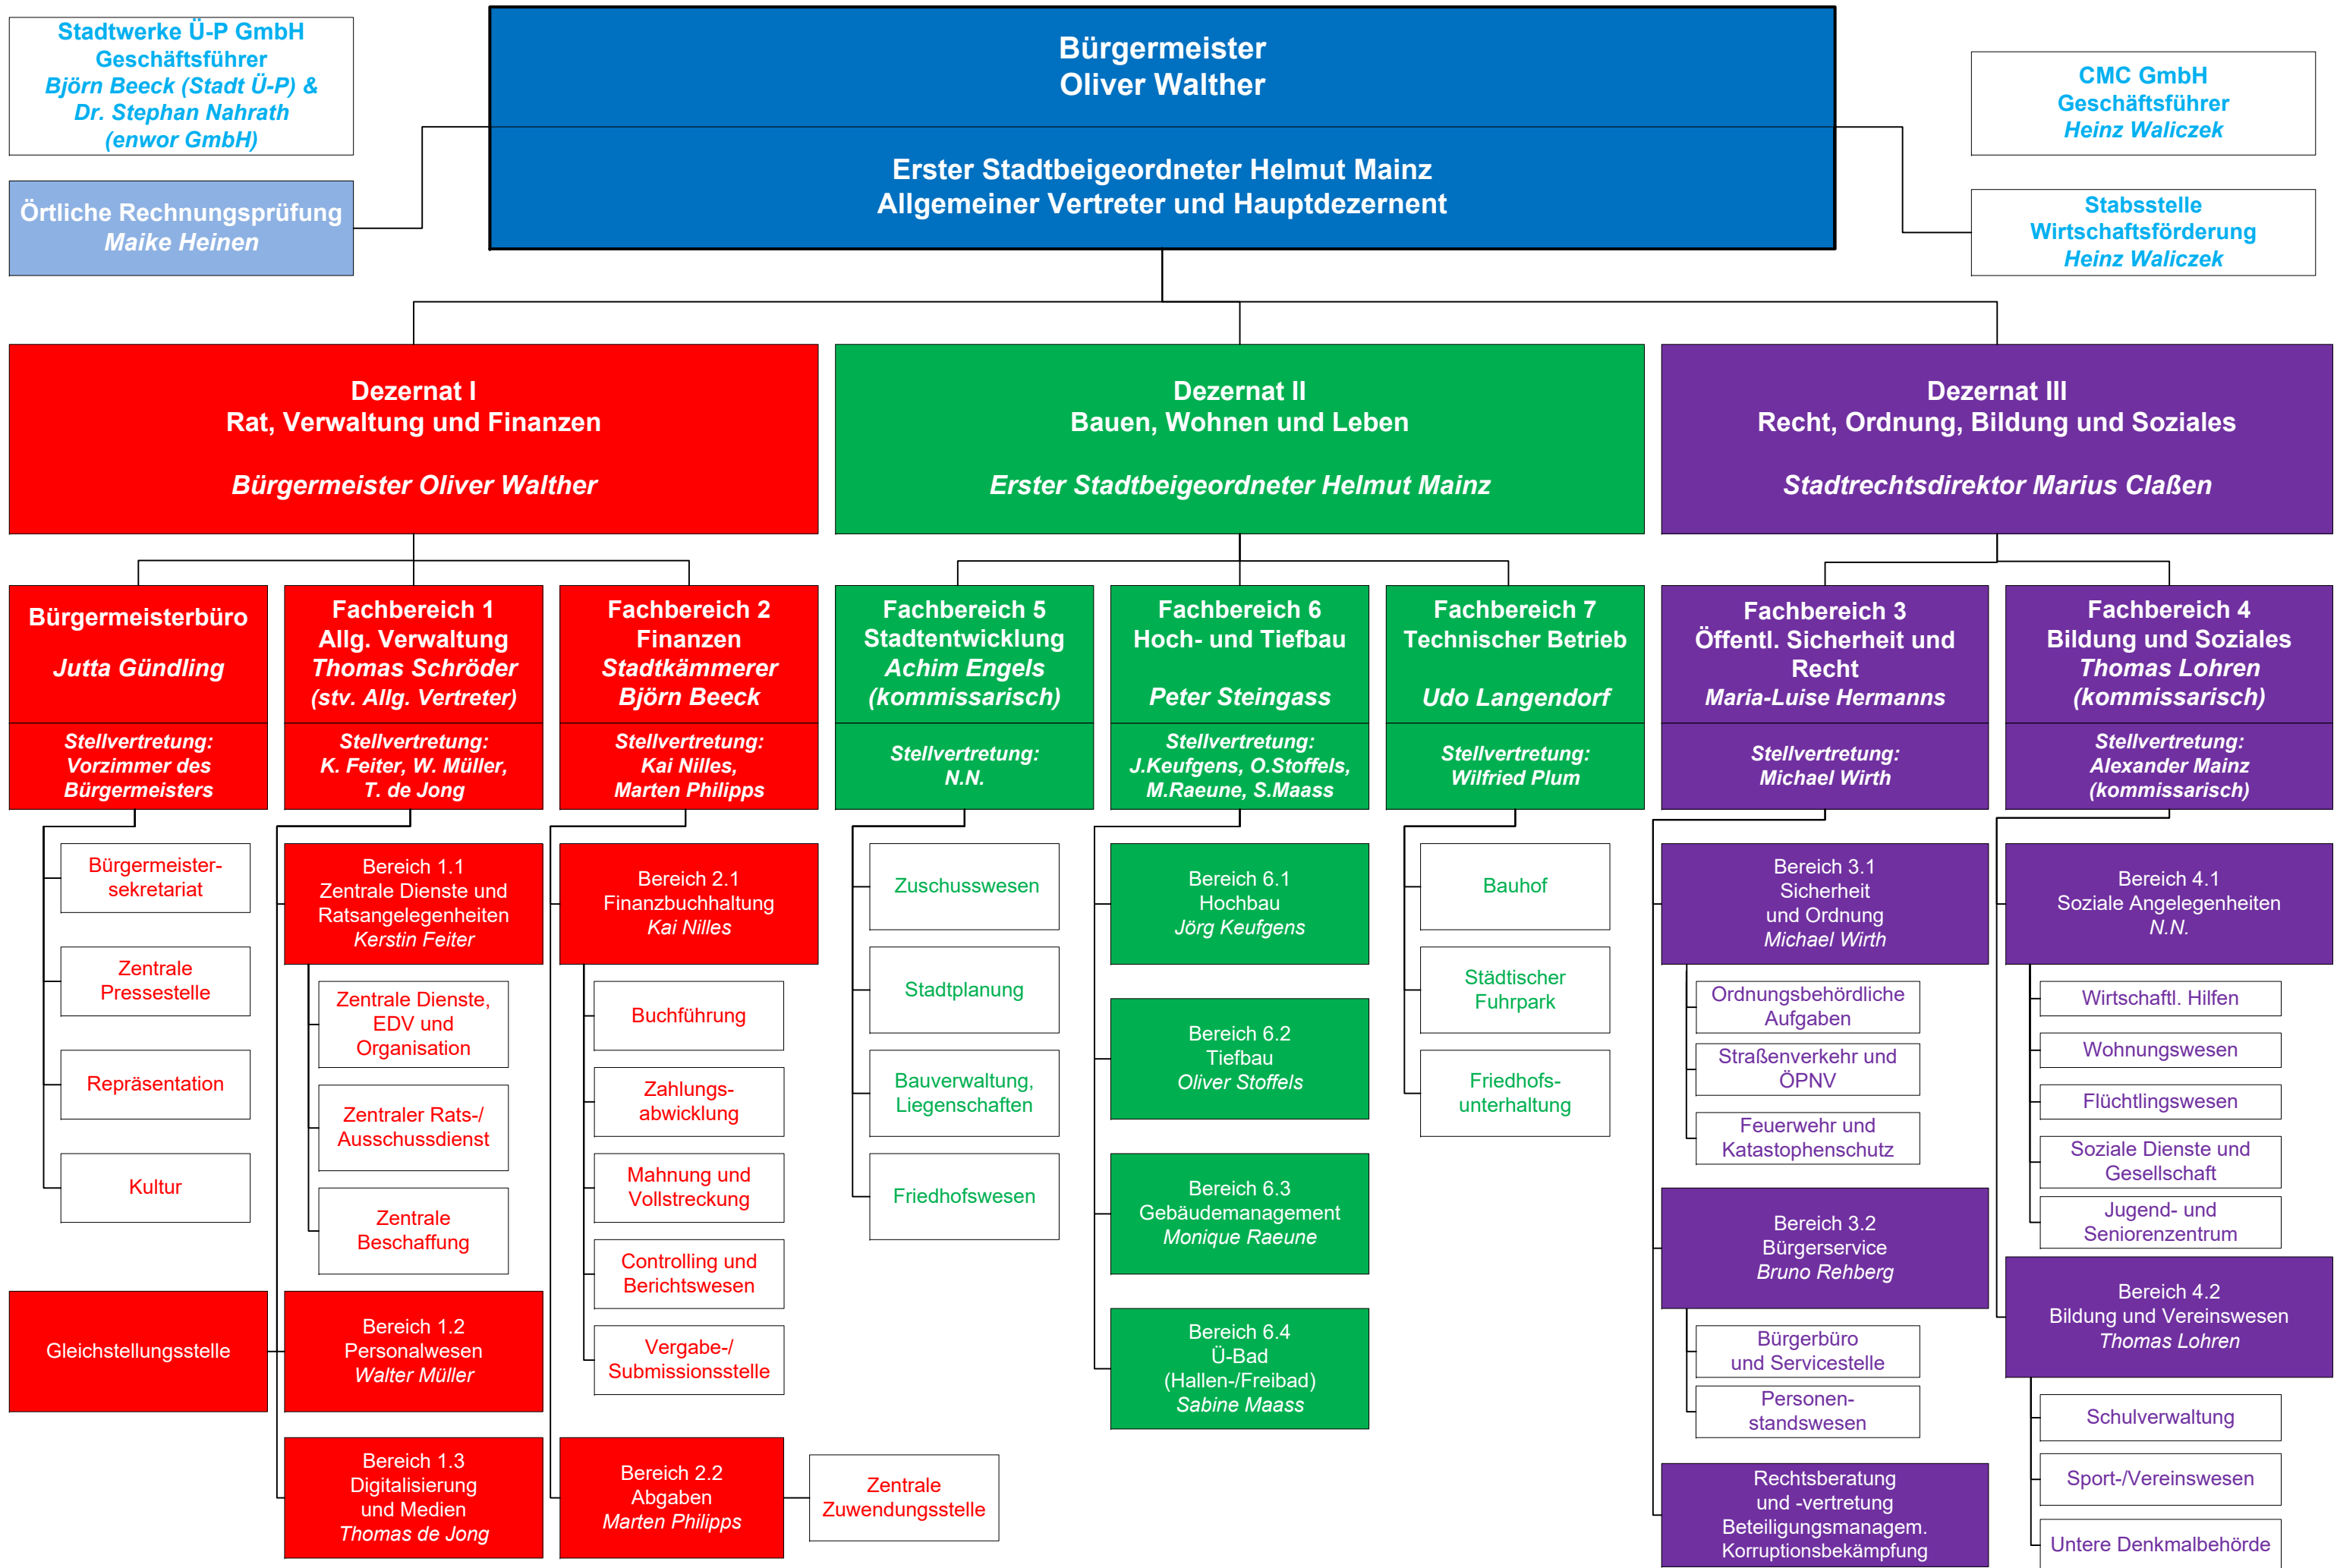 Stadtwerke Ü-P GmbH
Geschäftsführer
Björn Beeck (Stadt Ü-P) &
Dr. Stephan Nahrath
(enwor GmbH)
Örtliche Rechnungsprüfung
Maike Heinen
Bürgermeister
Oliver Walther
Erster Stadtbeigeordneter Helmut Mainz
Allgemeiner Vertreter und Hauptdezernent
CMC GmbH
Geschäftsführer
Heinz Waliczek
Stabsstelle
Wirtschaftsförderung
Heinz Waliczek
Dezernat I
Rat, Verwaltung und Finanzen
Bürgermeister Oliver Walther
Dezernat II
Bauen, Wohnen und Leben
Erster Stadtbeigeordneter Helmut Mainz
Dezernat III
Recht, Ordnung, Bildung und Soziales
Stadtrechtsdirektor Marius Claßen
Bürgermeisterbüro
Jutta Gündling
Stellvertretung:
Vorzimmer des
Bürgermeisters
Fachbereich 1
Allg. Verwaltung
Thomas Schröder
(stv. Allg. Vertreter)
Stellvertretung:
K. Feiter, W. Müller,
T. de Jong
Fachbereich 2
Finanzen
Stadtkämmerer
Björn Beeck
Stellvertretung:
Kai Nilles,
Marten Philipps
Fachbereich 5
Stadtentwicklung
Achim Engels
(kommissarisch)
Stellvertretung:
N.N.
Fachbereich 6
Hoch- und Tiefbau
Peter Steingass
Stellvertretung:
J.Keufgens, O.Stoffels,
M.Raeune, S.Maass
Fachbereich 7
Technischer Betrieb
Udo Langendorf
Stellvertretung:
Wilfried Plum
Fachbereich 3
Öffentl. Sicherheit und
Recht
Maria-Luise Hermanns
Stellvertretung:
Michael Wirth
Fachbereich 4
Bildung und Soziales
Thomas Lohren
(kommissarisch)
Stellvertretung:
Alexander Mainz
(kommissarisch)
Bürgermeister-
sekretariat
Zentrale
Pressestelle
Repräsentation
Kultur
Gleichstellungsstelle
Bereich 1.1
Zentrale Dienste und
Ratsangelegenheiten
Kerstin Feiter
Zentrale Dienste,
EDV und
Organisation
Zentraler Rats-/
Ausschussdienst
Zentrale
Beschaffung
Bereich 1.2
Personalwesen
Walter Müller
Bereich 1.3
Digitalisierung
und Medien
Thomas de Jong
Bereich 2.1
Finanzbuchhaltung
Kai Nilles
Buchführung
Zahlungs-
abwicklung
Mahnung und
Vollstreckung
Controlling und
Berichtswesen
Vergabe-/
Submissionsstelle
Bereich 2.2
Abgaben
Marten Philipps
Zentrale
Zuwendungsstelle
Zuschusswesen
Stadtplanung
Bauverwaltung,
Liegenschaften
Friedhofswesen
Bereich 6.1
Hochbau
Jörg Keufgens
Bereich 6.2
Tiefbau
Oliver Stoffels
Bereich 6.3
Gebäudemanagement
Monique Raeune
Bereich 6.4
Ü-Bad
(Hallen-/Freibad)
Sabine Maass
Bauhof
Städtischer
Fuhrpark
Friedhofs-
unterhaltung
Bereich 3.1
Sicherheit
und Ordnung
Michael Wirth
Ordnungsbehördliche
Aufgaben
Straßenverkehr und
ÖPNV
Feuerwehr und
Katastophenschutz
Bereich 3.2
Bürgerservice
Bruno Rehberg
Bürgerbüro
und Servicestelle
Personen-
standswesen
Rechtsberatung
und -vertretung
Beteiligungsmanagem.
Korruptionsbekämpfung
Bereich 4.1
Soziale Angelegenheiten
N.N.
Wirtschaftl. Hilfen
Wohnungswesen
Flüchtlingswesen
Soziale Dienste und
Gesellschaft
Jugend- und
Seniorenzentrum
Bereich 4.2
Bildung und Vereinswesen
Thomas Lohren
Schulverwaltung
Sport-/Vereinswesen
Untere Denkmalbehörde